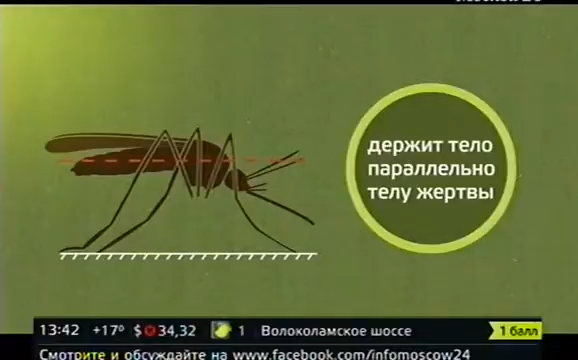 держит тело
параллельно
телу жертвы
13:42 +17° $ 34,32 1 Волоколамское шоссе 1 балл
Смотрите и обсуждайте на www.facebook.com/infomoscow24